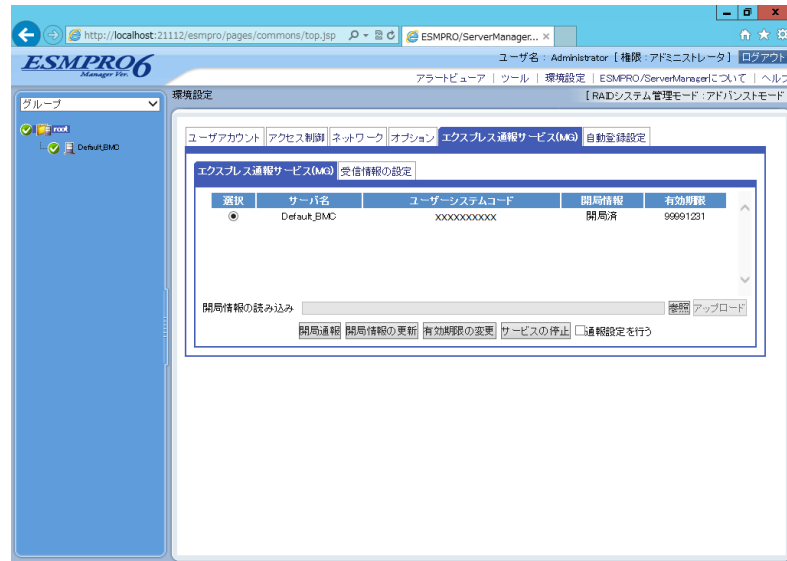 http://localhost:21112/esmpro/pages/commons/top.jsp
ESMPRO/ServerManager... ×
ESMPRO6
Manager Ver.
ユーザ名 : Administrator [ 権限 : アドミニストレータ ] ログアウト
アラートビューア | ツール | 環境設定 | ESMPRO/ServerManagerについて | ヘルプ
グループ
環境設定
[ RAIDシステム管理モード : アドバンストモード
root
Default_BMC
ユーザアカウント アクセス制御 ネットワーク オプション エクスプレス通報サービス(MG) 自動登録設定
エクスプレス通報サービス(MG) 受信情報の設定
選択 サーバ名 ユーザーシステムコード 開局情報 有効期限
Default_BMC XXXXXXXXXX 開局済 99991231
開局情報の読み込み 参照 アップロード
開局通報 開局情報の更新 有効期限の変更 サービスの停止 通報設定を行う